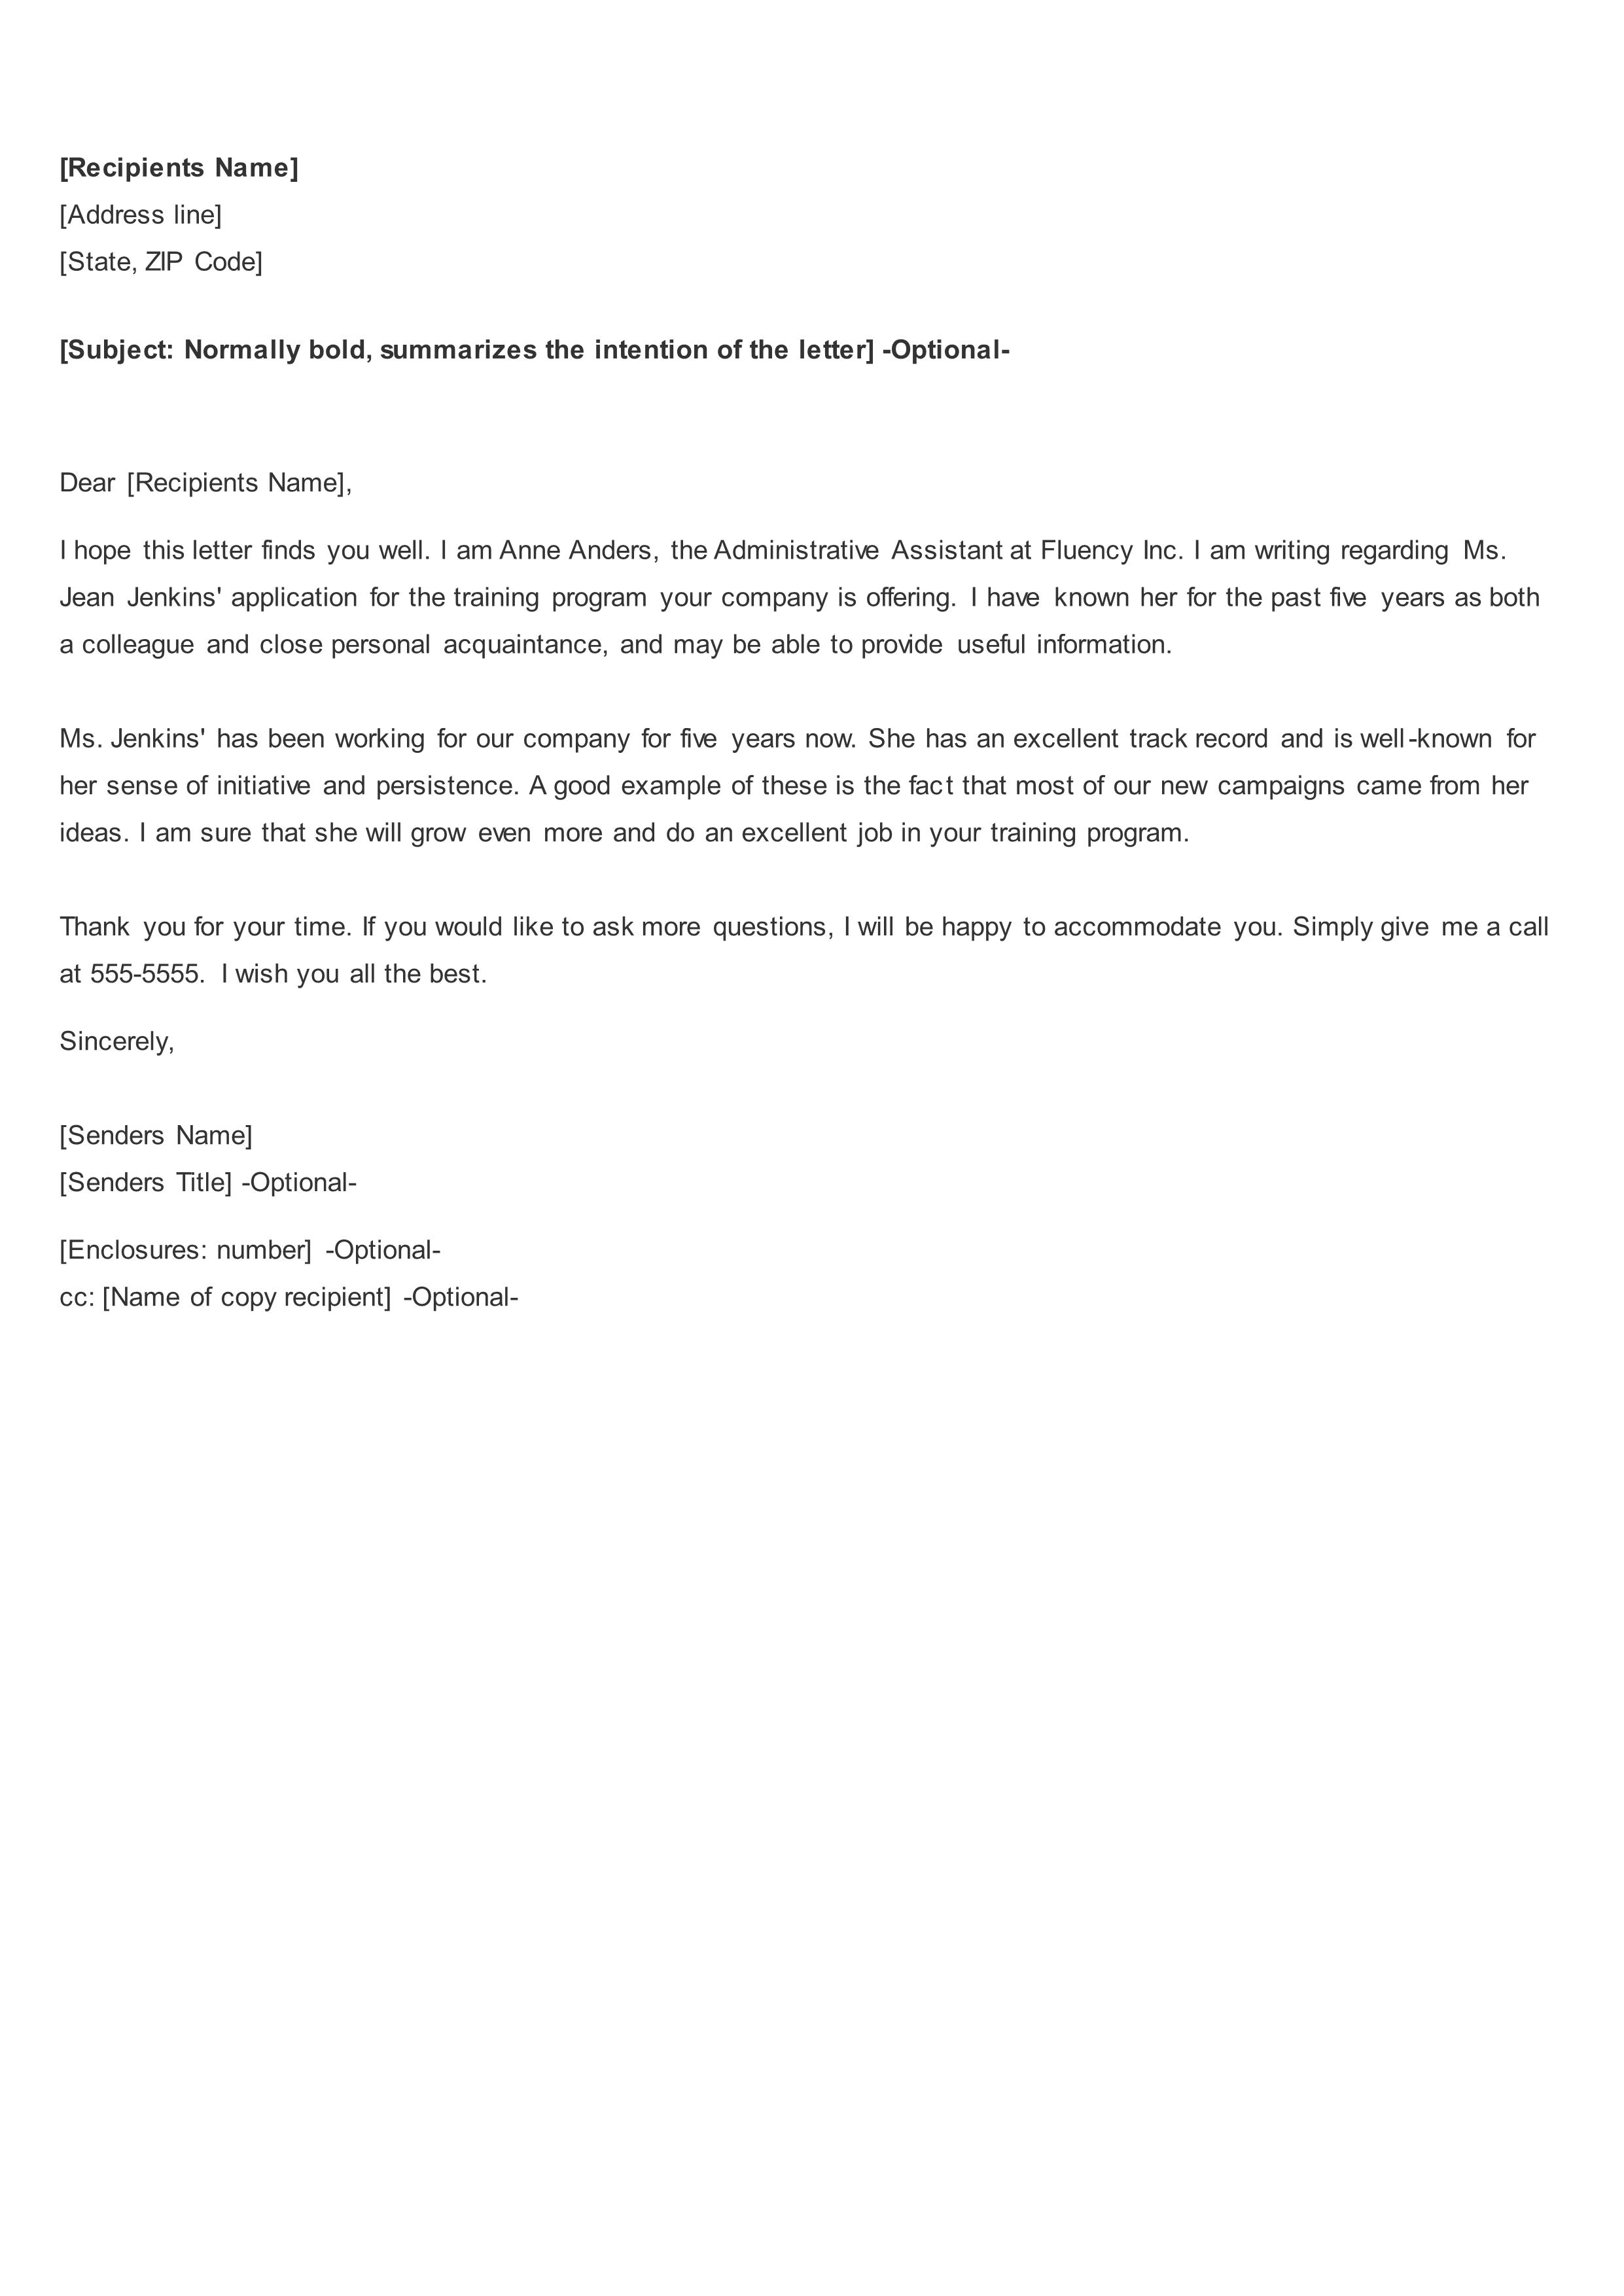 [Recipients Name]
[Address line]
[State, ZIP Code]
[Subject: Normally bold, summarizes the intention of the letter] -Optional-
Dear [Recipients Name],
I hope this letter finds you well. I am Anne Anders, the Administrative Assistant at Fluency Inc. I am writing regarding Ms.
Jean Jenkins' application for the training program your company is offering. I have known her for the past five years as both
a colleague and close personal acquaintance, and may be able to provide useful information.
Ms. Jenkins' has been working for our company for five years now. She has an excellent track record and is well-known for
her sense of initiative and persistence. A good example of these is the fact that most of our new campaigns came from her
ideas. I am sure that she will grow even more and do an excellent job in your training program.
Thank you for your time. If you would like to ask more questions, I will be happy to accommodate you. Simply give me a call
at 555-5555. I wish you all the best.
Sincerely,
[Senders Name]
[Senders Title] -Optional-
[Enclosures: number] -Optional-
cc: [Name of copy recipient] -Optional-